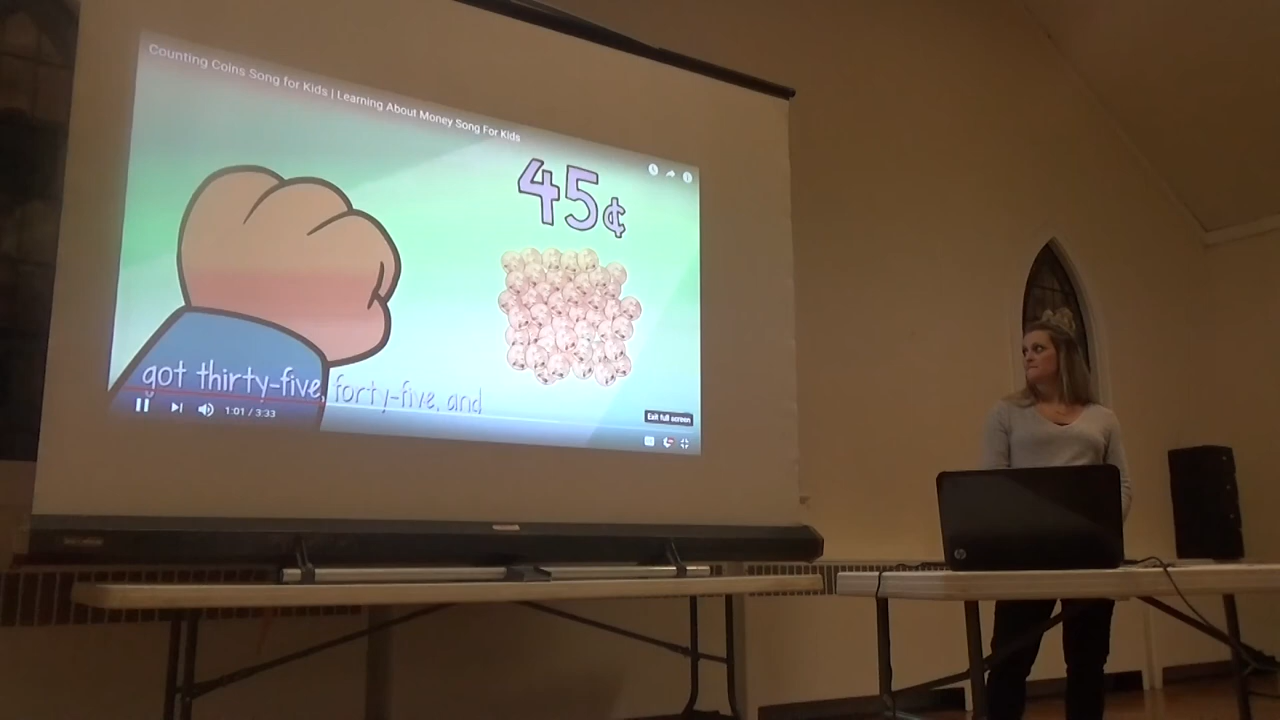 Counting Coins Song for Kids | Learning About Money Song For Kids
45¢
got thirty-five, forty-five, and
1:01 / 3:33
Exit full screen
hp